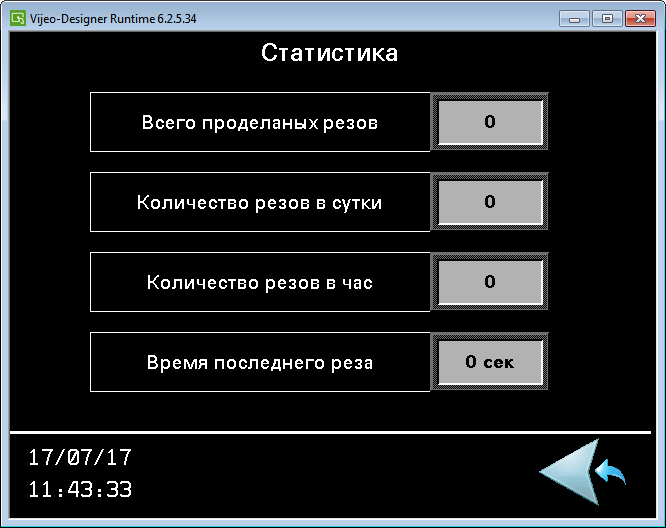 Vijeo-Designer Runtime 6.2.5.34
Статистика
Всего проделаных резов 0
Количество резов в сутки 0
Количество резов в час 0
Время последнего реза 0 сек
17/07/17
11:43:33